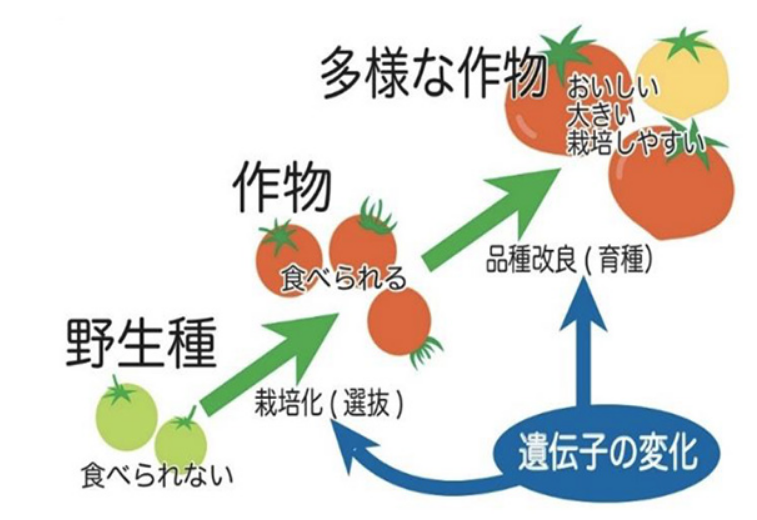 多様な作物
おいしい
大きい
栽培しやすい
作物
食べられる
品種改良(育種)
野生種
栽培化(選抜)
食べられない
遺伝子の変化